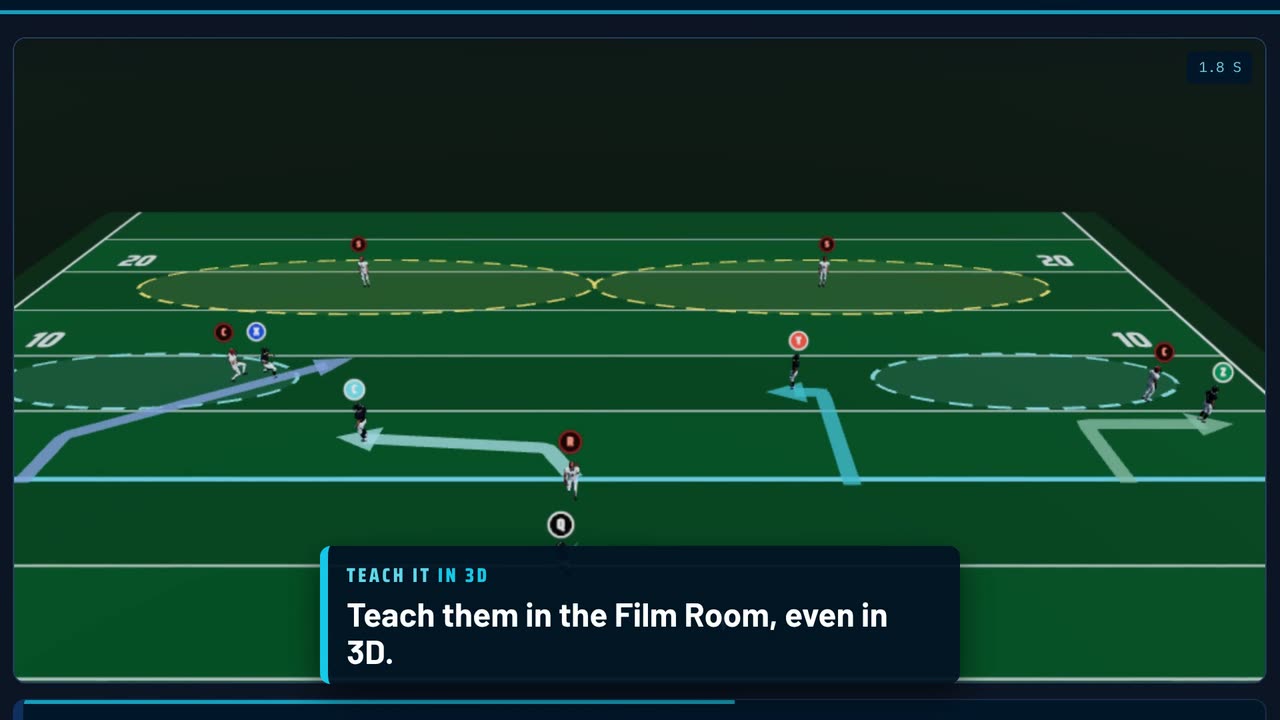 1.8 S
S S
20 20
C X
10 10
Y C
C Z
R
Q
TEACH IT IN 3D
Teach them in the Film Room, even in
3D.